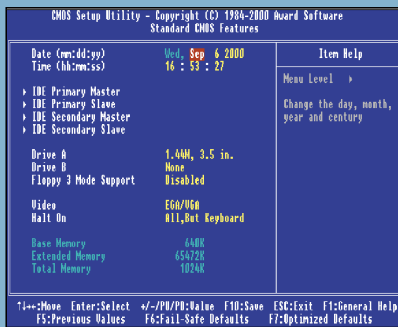 CMOS Setup Utility - Copyright (C) 1984-2000 Award Software
Standard CMOS Features
Date (mm:dd:yy) Wed, Sep 6 2000
Time (hh:mm:ss) 16 : 53 : 27
IDE Primary Master
IDE Primary Slave
IDE Secondary Master
IDE Secondary Slave
Drive A 1.44M, 3.5 in.
Drive B None
Floppy 3 Mode Support Disabled
Video EGA/VGA
Halt On All,But Keyboard
Base Memory 640K
Extended Memory 65472K
Total Memory 1024K
Item Help
Menu Level ▸
Change the day, month,
year and century
↑↓→←:Move Enter:Select +/-/PU/PD:Value F10:Save ESC:Exit F1:General Help
F5:Previous Values F6:Fail-Safe Defaults F7:Optimized Defaults